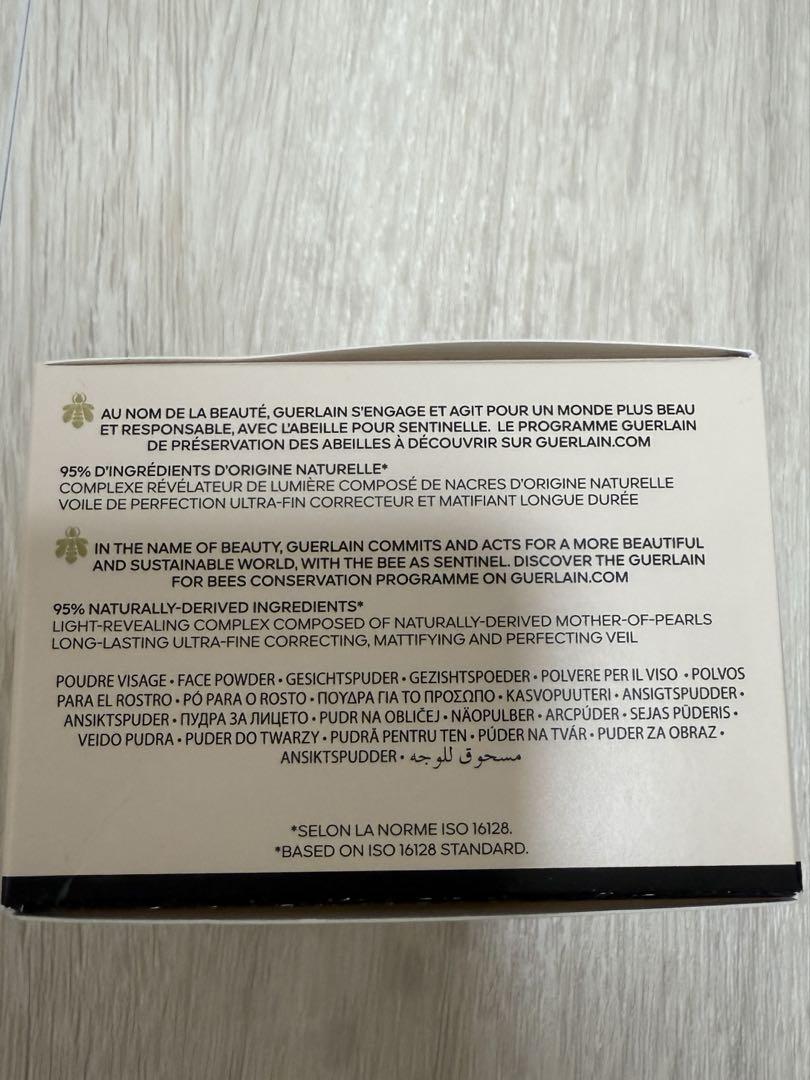 AU NOM DE LA BEAUTÉ, GUERLAIN S'ENGAGE ET AGIT POUR UN MONDE PLUS BEAU
ET RESPONSABLE, AVEC L'ABEILLE POUR SENTINELLE. LE PROGRAMME GUERLAIN
DE PRÉSERVATION DES ABEILLES À DÉCOUVRIR SUR GUERLAIN.COM
95% D'INGRÉDIENTS D'ORIGINE NATURELLE*
COMPLEXE RÉVÉLATEUR DE LUMIÈRE COMPOSÉ DE NACRES D'ORIGINE NATURELLE
VOILE DE PERFECTION ULTRA-FIN CORRECTEUR ET MATIFIANT LONGUE DURÉE
IN THE NAME OF BEAUTY, GUERLAIN COMMITS AND ACTS FOR A MORE BEAUTIFUL
AND SUSTAINABLE WORLD, WITH THE BEE AS SENTINEL. DISCOVER THE GUERLAIN
FOR BEES CONSERVATION PROGRAMME ON GUERLAIN.COM
95% NATURALLY-DERIVED INGREDIENTS*
LIGHT-REVEALING COMPLEX COMPOSED OF NATURALLY-DERIVED MOTHER-OF-PEARLS
LONG-LASTING ULTRA-FINE CORRECTING, MATTIFYING AND PERFECTING VEIL
POUDRE VISAGE • FACE POWDER • GESICHTSPUDER • GEZISHTSPOEDER • POLVERE PER IL VISO • POLVOS
PARA EL ROSTRO • PÓ PARA O ROSTO • ΠΟΥΔΡΑ ΓΙΑ ΤΟ ΠΡΟΣΩΠΟ • KASVOPUUTERI • ANSIGTSPUDDER •
ANSIKTSPUDER • ПУДРА ЗА ЛИЦЕТО • PUDR NA OBLIČEJ • NÄOPULBER • ARCPÚDER • SEJAS PŪDERIS •
VEIDO PUDRA • PUDER DO TWARZY • PUDRĂ PENTRU TEN • PÚDER NA TVÁR • PUDER ZA OBRAZ •
ANSIKTSPUDDER • مسحوق للوجه
*SELON LA NORME ISO 16128.
*BASED ON ISO 16128 STANDARD.